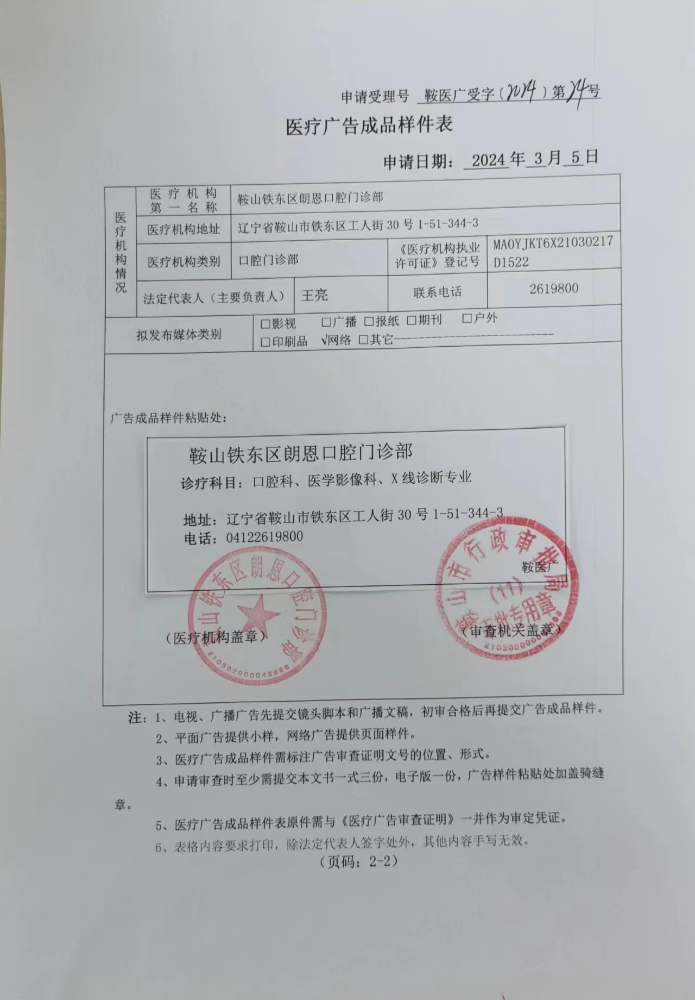 申请受理号 鞍医广受字〔2024〕第24号
医疗广告成品样件表
申请日期：2024年3月5日
医疗机构情况
医疗机构
第一名称
鞍山铁东区朗恩口腔门诊部
医疗机构地址
辽宁省鞍山市铁东区工人街30号1-51-344-3
医疗机构类别
口腔门诊部
《医疗机构执业
许可证》登记号
MA0YJKT6X21030217
D1522
法定代表人（主要负责人）
王亮
联系电话
2619800
拟发布媒体类别
□影视 □广播 □报纸 □期刊 □户外
□印刷品 √网络 □其它--------------------------
广告成品样件粘贴处：
鞍山铁东区朗恩口腔门诊部
诊疗科目：口腔科、医学影像科、X线诊断专业
地址：辽宁省鞍山市铁东区工人街30号1-51-344-3
电话：04122619800
鞍医广
鞍山铁东区朗恩口腔门诊部
210302000042686
鞍山市行政审批局
(11)
审批专用章
（医疗机构盖章）
（审查机关盖章）
注：1、电视、广播广告先提交镜头脚本和广播文稿，初审合格后再提交广告成品样件。
2、平面广告提供小样，网络广告提供页面样件。
3、医疗广告成品样件需标注广告审查证明文号的位置、形式。
4、申请审查时至少需提交本文书一式三份，电子版一份，广告样件粘贴处加盖骑缝
章。
5、医疗广告成品样件表原件需与《医疗广告审查证明》一并作为审定凭证。
6、表格内容要求打印，除法定代表人签字处外，其他内容手写无效。
（页码：2-2）